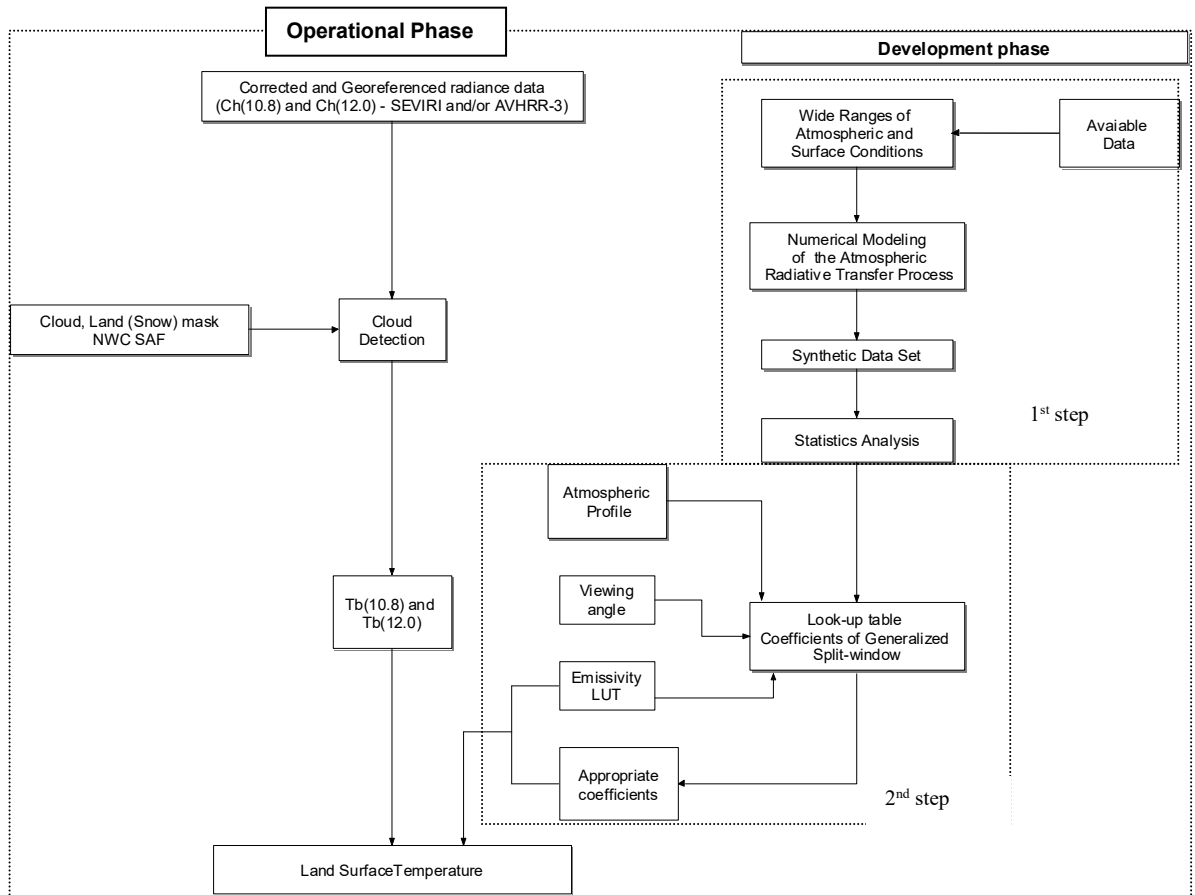 Operational Phase
Development phase
Corrected and Georeferenced radiance data
(Ch(10.8) and Ch(12.0) - SEVIRI and/or AVHRR-3)
Wide Ranges of
Atmospheric and
Surface Conditions
Avaiable
Data
Numerical Modeling
of the Atmospheric
Radiative Transfer Process
Cloud, Land (Snow) mask
NWC SAF
Cloud
Detection
Synthetic Data Set
1st step
Statistics Analysis
Atmospheric
Profile
Viewing
angle
Tb(10.8) and
Tb(12.0)
Look-up table
Coefficients of Generalized
Split-window
Emissivity
LUT
Appropriate
coefficients
2nd step
Land SurfaceTemperature